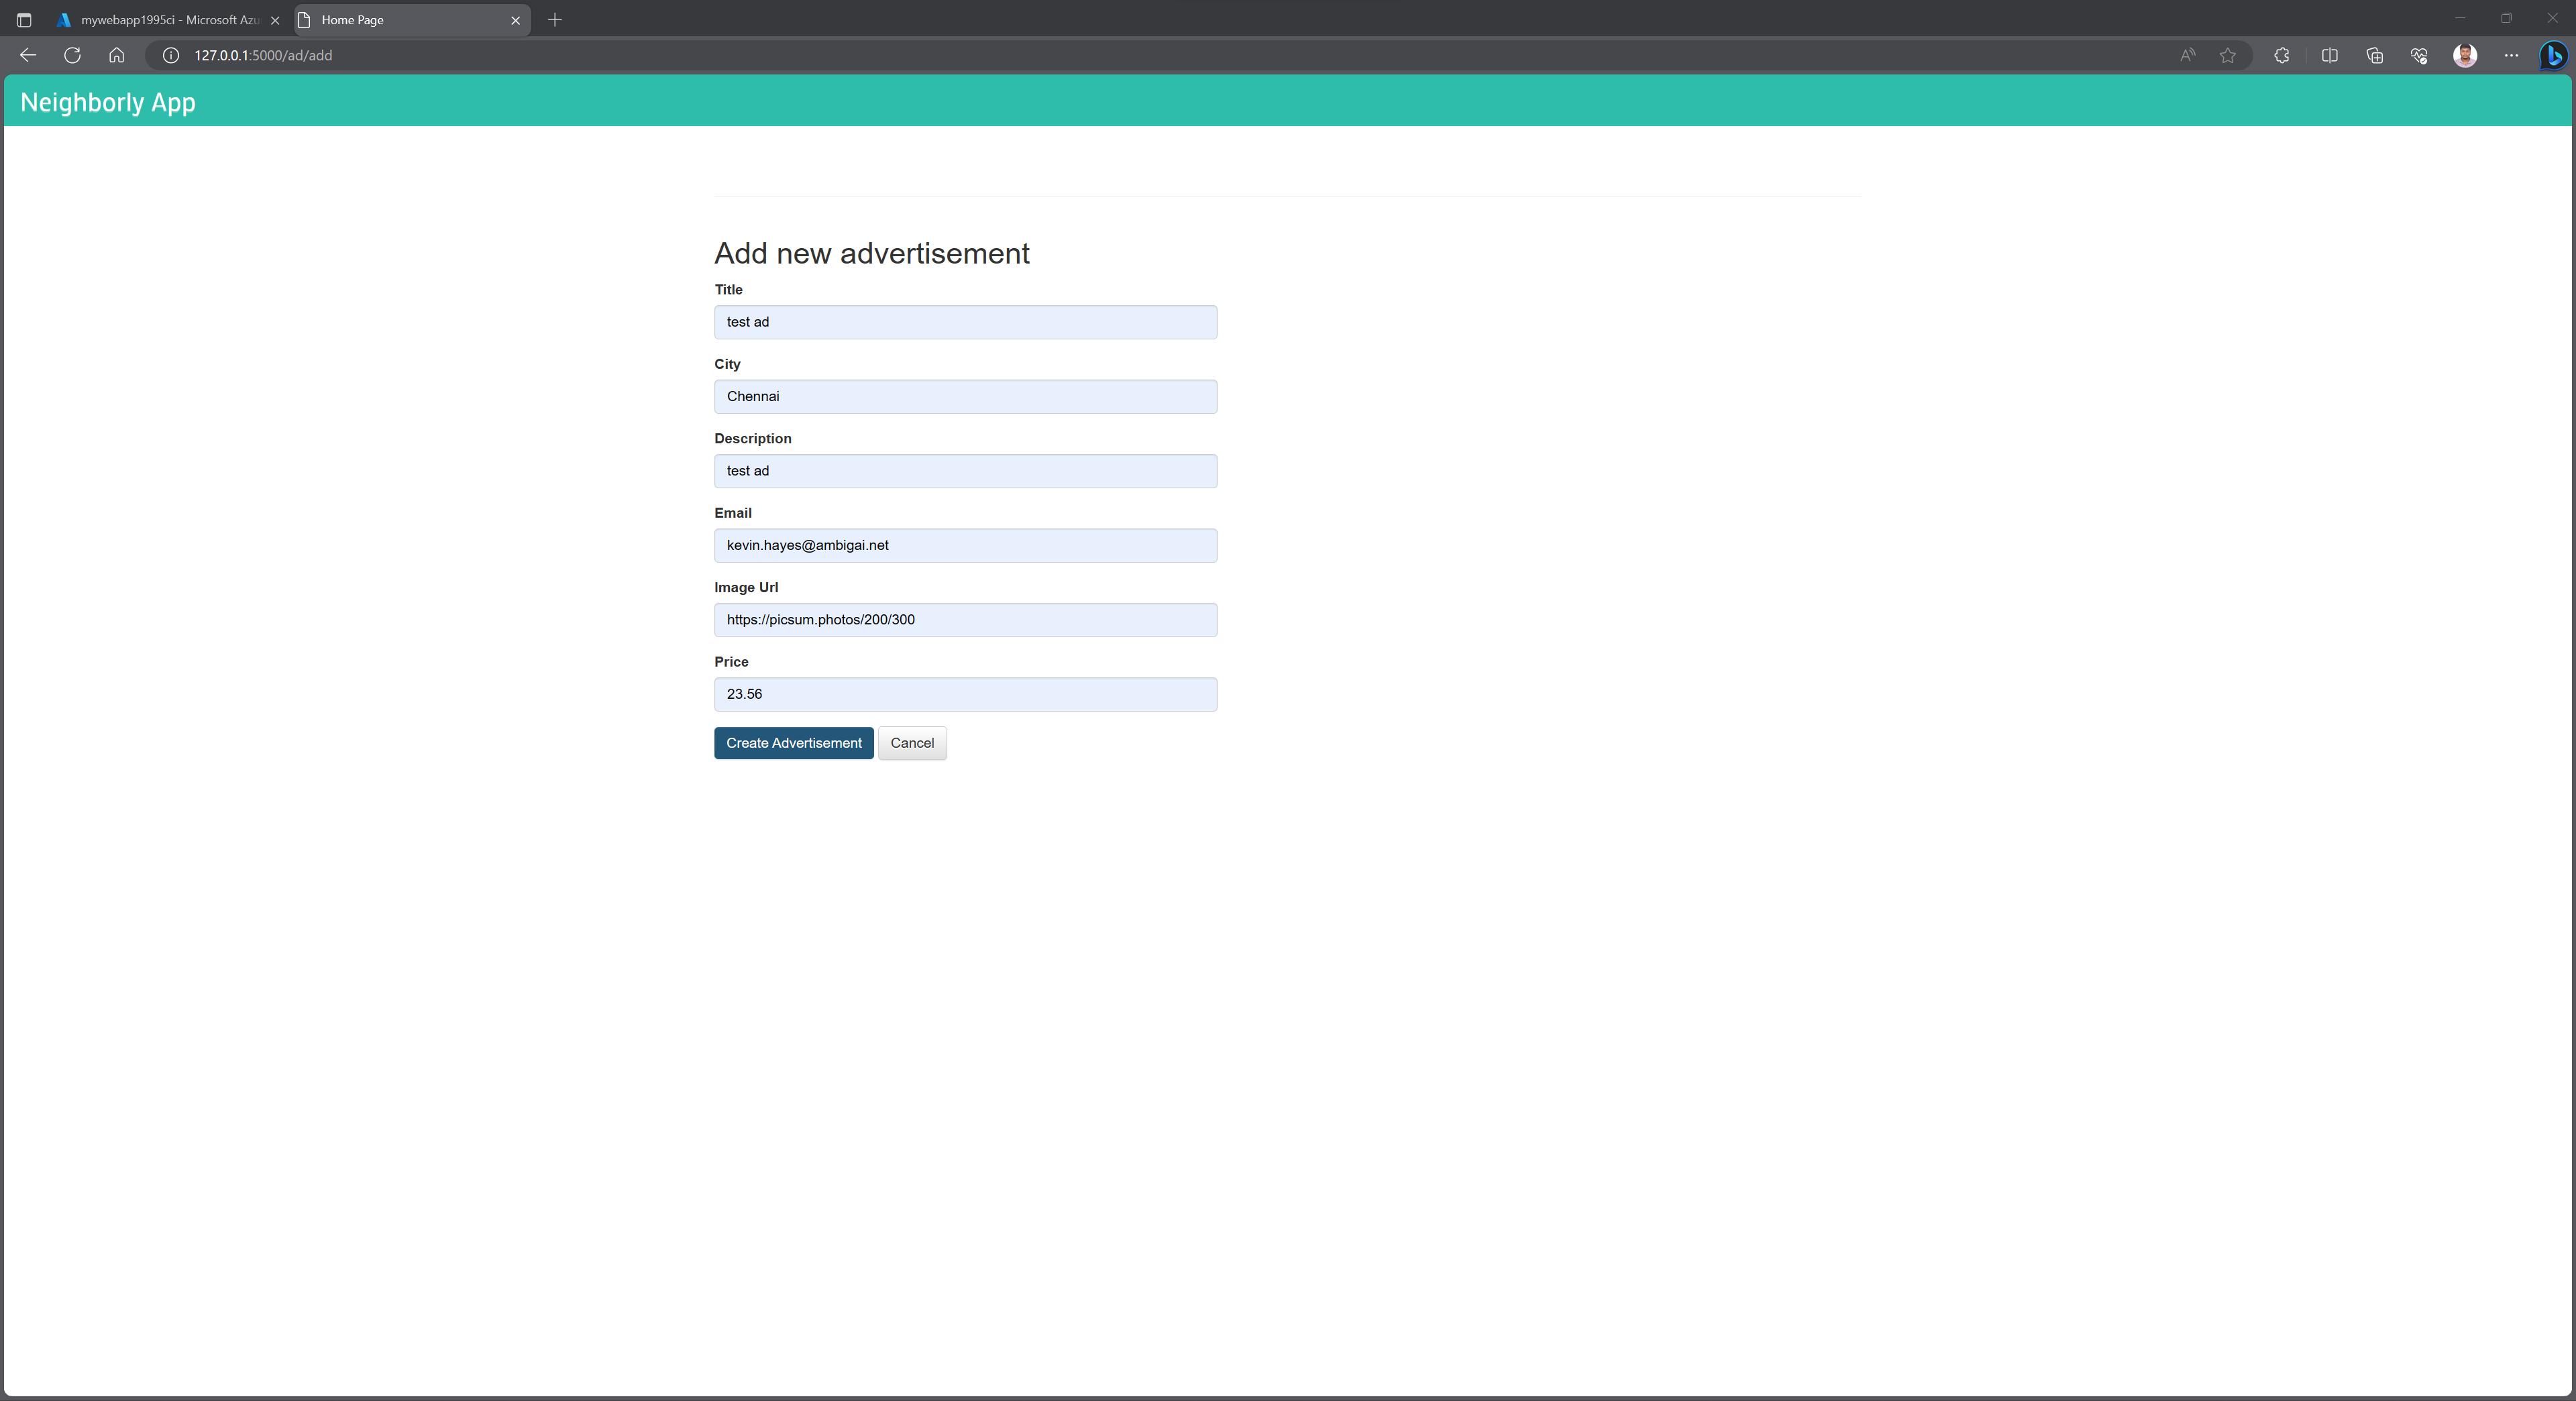 mywebapp1995ci - Microsoft Azu
Home Page
127.0.0.1:5000/ad/add
Neighborly App
Add new advertisement
Title
test ad
City
Chennai
Description
test ad
Email
kevin.hayes@ambigai.net
Image Url
https://picsum.photos/200/300
Price
23.56
Create Advertisement Cancel